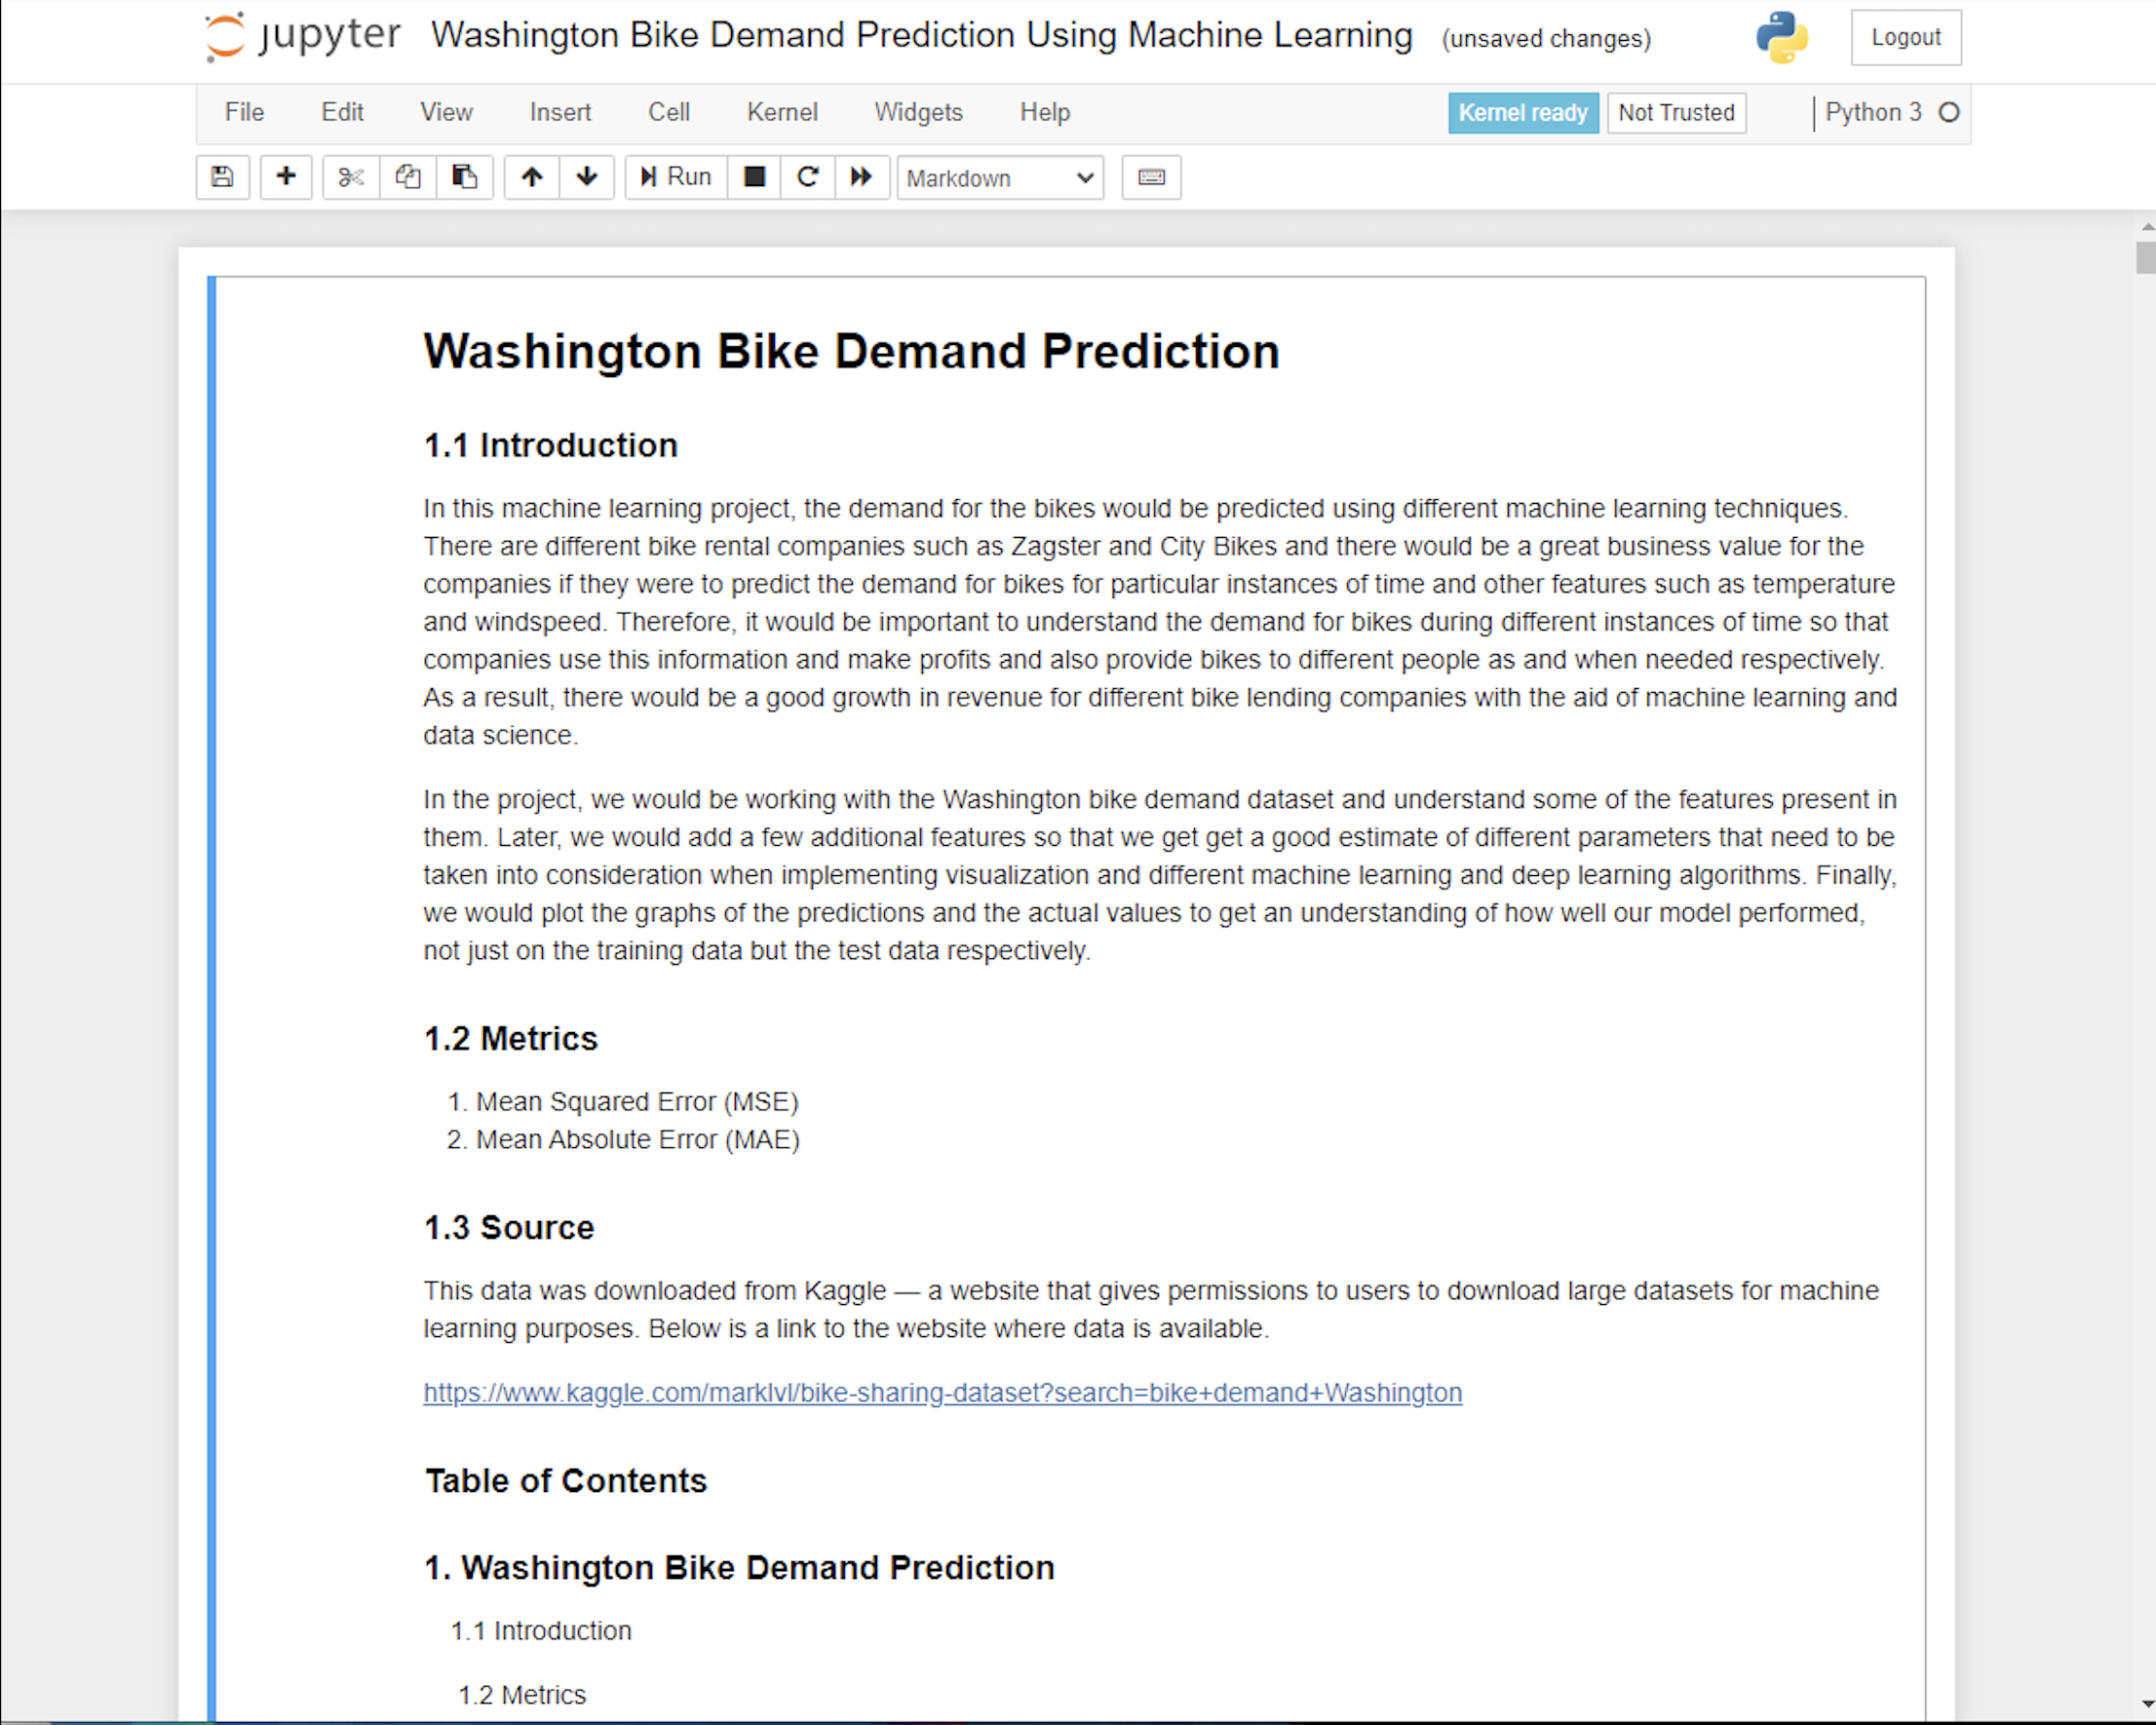 jupyter Washington Bike Demand Prediction Using Machine Learning (unsaved changes) Logout
File Edit View Insert Cell Kernel Widgets Help Kernel ready Not Trusted Python 3
Run Markdown
Washington Bike Demand Prediction
1.1 Introduction
In this machine learning project, the demand for the bikes would be predicted using different machine learning techniques.
There are different bike rental companies such as Zagster and City Bikes and there would be a great business value for the
companies if they were to predict the demand for bikes for particular instances of time and other features such as temperature
and windspeed. Therefore, it would be important to understand the demand for bikes during different instances of time so that
companies use this information and make profits and also provide bikes to different people as and when needed respectively.
As a result, there would be a good growth in revenue for different bike lending companies with the aid of machine learning and
data science.
In the project, we would be working with the Washington bike demand dataset and understand some of the features present in
them. Later, we would add a few additional features so that we get get a good estimate of different parameters that need to be
taken into consideration when implementing visualization and different machine learning and deep learning algorithms. Finally,
we would plot the graphs of the predictions and the actual values to get an understanding of how well our model performed,
not just on the training data but the test data respectively.
1.2 Metrics
1. Mean Squared Error (MSE)
2. Mean Absolute Error (MAE)
1.3 Source
This data was downloaded from Kaggle — a website that gives permissions to users to download large datasets for machine
learning purposes. Below is a link to the website where data is available.
https://www.kaggle.com/marklvl/bike-sharing-dataset?search=bike+demand+Washington
Table of Contents
1. Washington Bike Demand Prediction
1.1 Introduction
1.2 Metrics